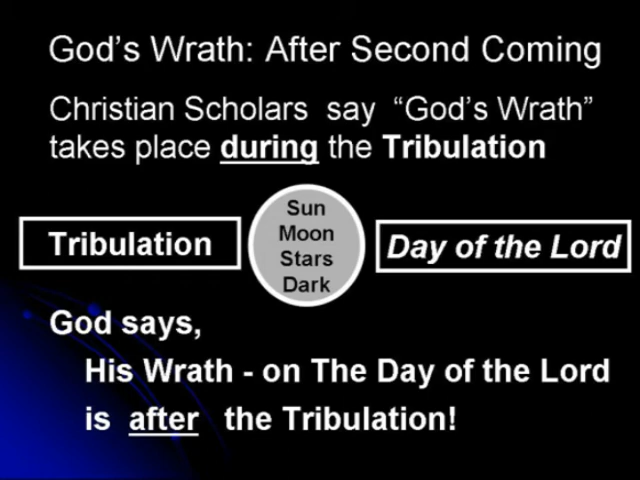 God's Wrath: After Second Coming
Christian Scholars say “God's Wrath”
takes place during the Tribulation
Tribulation
Sun
Moon
Stars
Dark
Day of the Lord
God says,
His Wrath - on The Day of the Lord
is after the Tribulation!